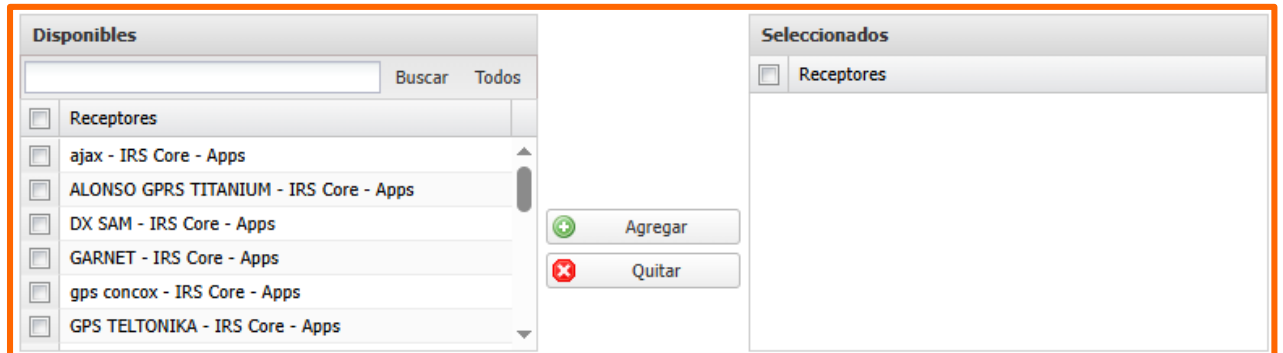 Disponibles
Buscar Todos
Receptores
ajax - IRS Core - Apps
ALONSO GPRS TITANIUM - IRS Core - Apps
DX SAM - IRS Core - Apps
GARNET - IRS Core - Apps
gps concox - IRS Core - Apps
GPS TELTONIKA - IRS Core - Apps
Agregar
Quitar
Seleccionados
Receptores